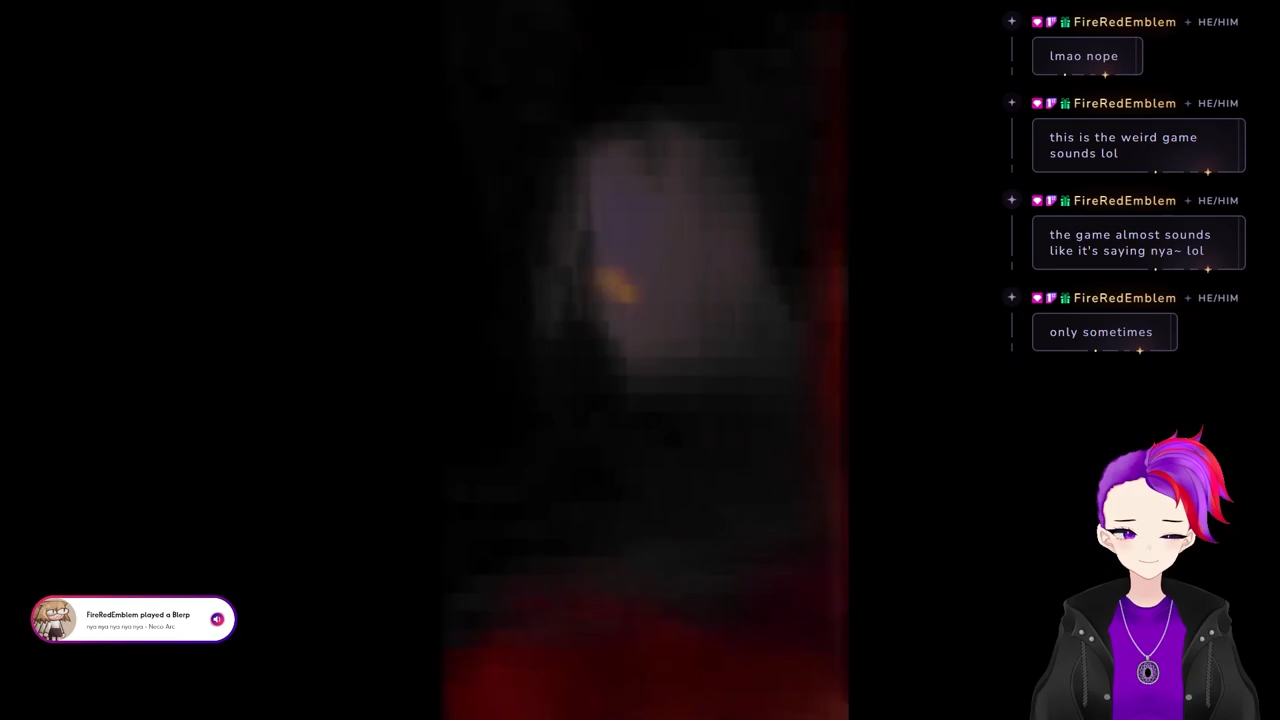 FireRedEmblem HE/HIM
lmao nope
FireRedEmblem HE/HIM
this is the weird game
sounds lol
FireRedEmblem HE/HIM
the game almost sounds
like it's saying nya~ lol
FireRedEmblem HE/HIM
only sometimes
FireRedEmblem played a Blerp
nya nya nya nya nya - Neco Arc